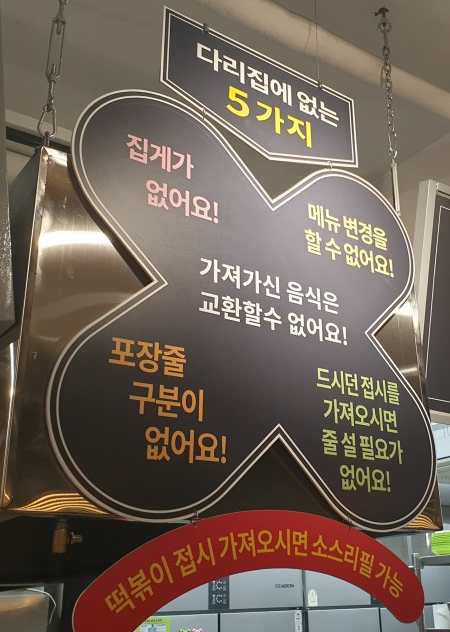 다리집에 없는
5가지
집게가
없어요!
메뉴 변경을
할 수 없어요!
가져가신 음식은
교환할수 없어요!
포장줄
구분이
없어요!
드시던 접시를
가져오시면
줄 설 필요가
없어요!
떡볶이 접시 가져오시면 소스리필 가능